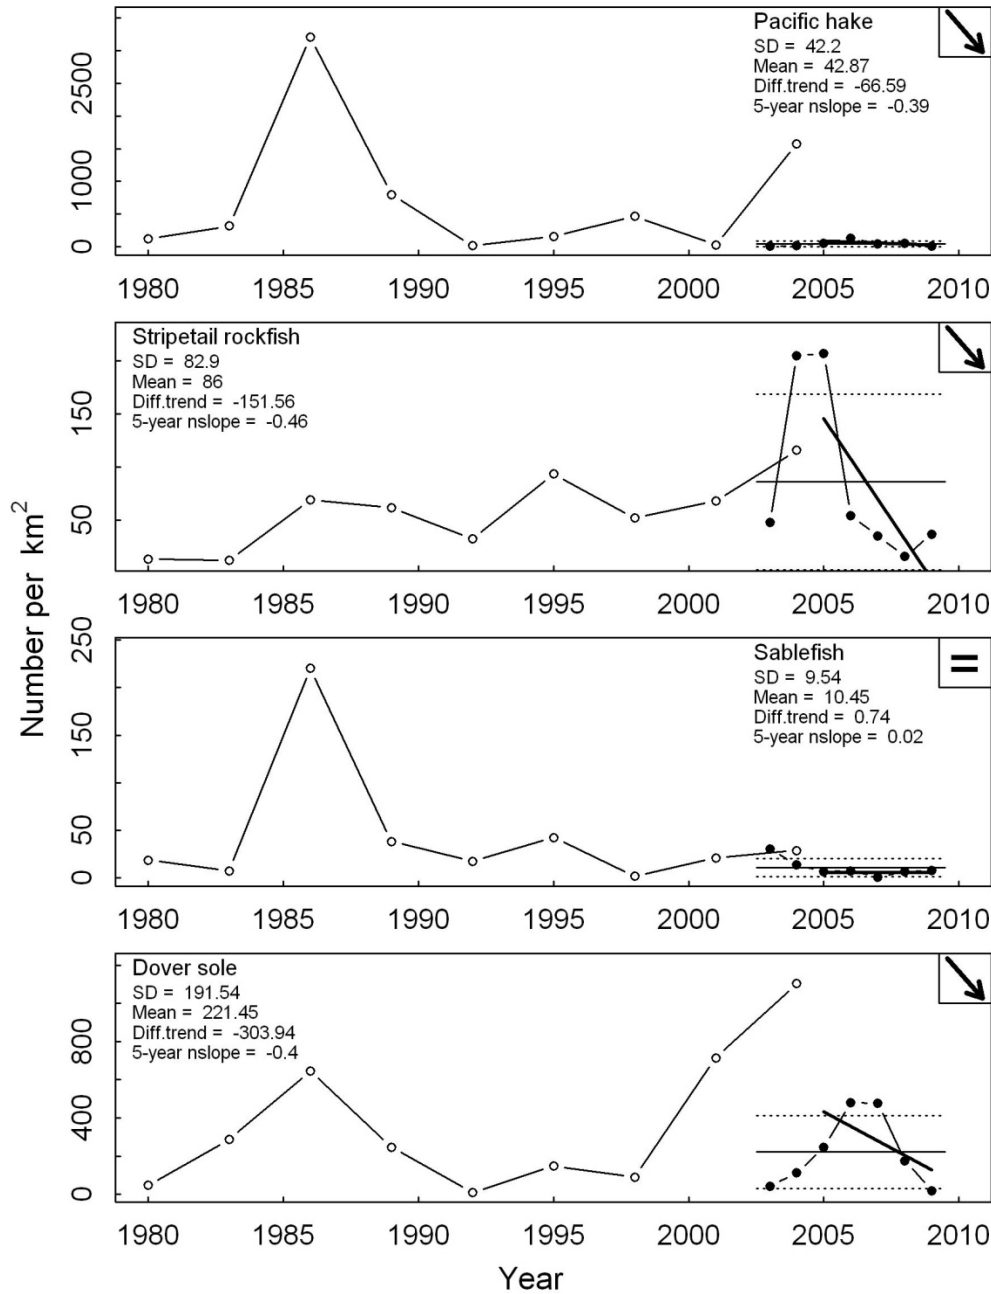 Pacific hake
SD = 42.2
Mean = 42.87
Diff.trend = -66.59
5-year nslope = -0.39
2500
1000
0
1980 1985 1990 1995 2000 2005 2010
Stripetail rockfish
SD = 82.9
Mean = 86
Diff.trend = -151.56
5-year nslope = -0.46
150
50
1980 1985 1990 1995 2000 2005 2010
Number per km²
Sablefish
SD = 9.54
Mean = 10.45
Diff.trend = 0.74
5-year nslope = 0.02
=
250
150
50
0
1980 1985 1990 1995 2000 2005 2010
Dover sole
SD = 191.54
Mean = 221.45
Diff.trend = -303.94
5-year nslope = -0.4
800
400
0
1980 1985 1990 1995 2000 2005 2010
Year